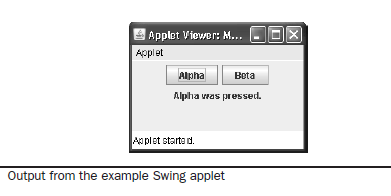 Applet Viewer: M...
Applet
Alpha Beta
Alpha was pressed.
Applet started.
Output from the example Swing applet